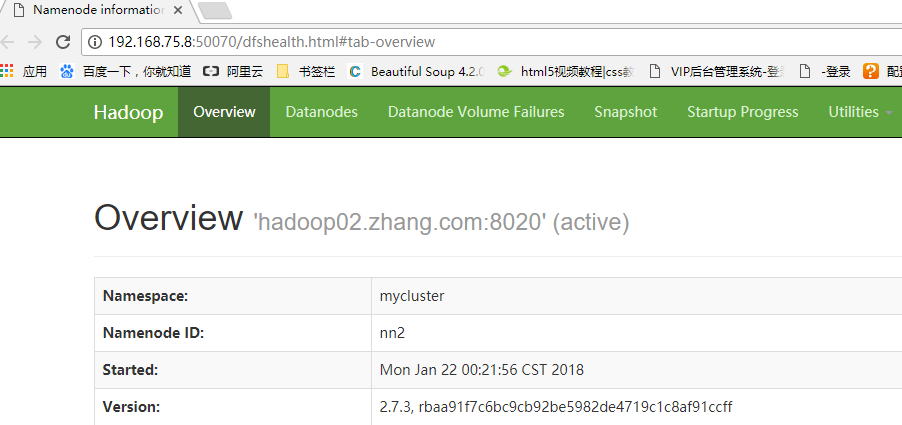 Namenode information
192.168.75.8:50070/dfshealth.html#tab-overview
应用 百度一下，你就知道 阿里云 书签栏 Beautiful Soup 4.2.0 html5视频教程|css教 VIP后台管理系统-登 -登录 配
Hadoop Overview Datanodes Datanode Volume Failures Snapshot Startup Progress Utilities
Overview 'hadoop02.zhang.com:8020' (active)
Namespace: mycluster
Namenode ID: nn2
Started: Mon Jan 22 00:21:56 CST 2018
Version: 2.7.3, rbaa91f7c6bc9cb92be5982de4719c1c8af91ccff